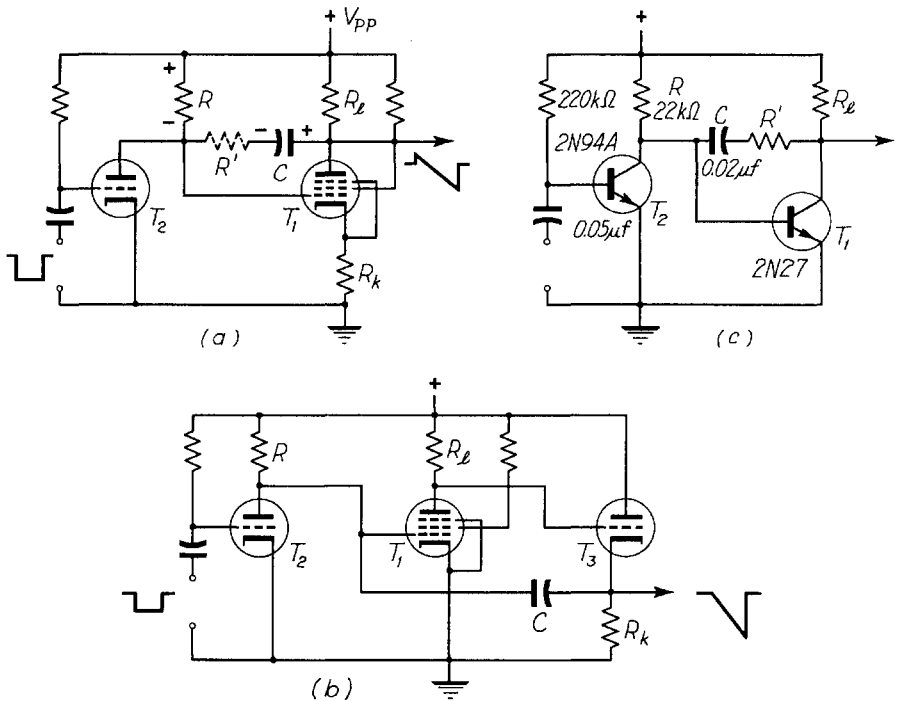 + V_PP
+
R
−
R_ℓ
R'
− C +
T_2
T_1
R_k
(a)
+
220kΩ
R
22kΩ
R_ℓ
2N94A
C
R'
0.02μf
T_2
0.05μf
T_1
2N27
(c)
+
R
R_ℓ
T_2
T_1
T_3
C
R_k
(b)